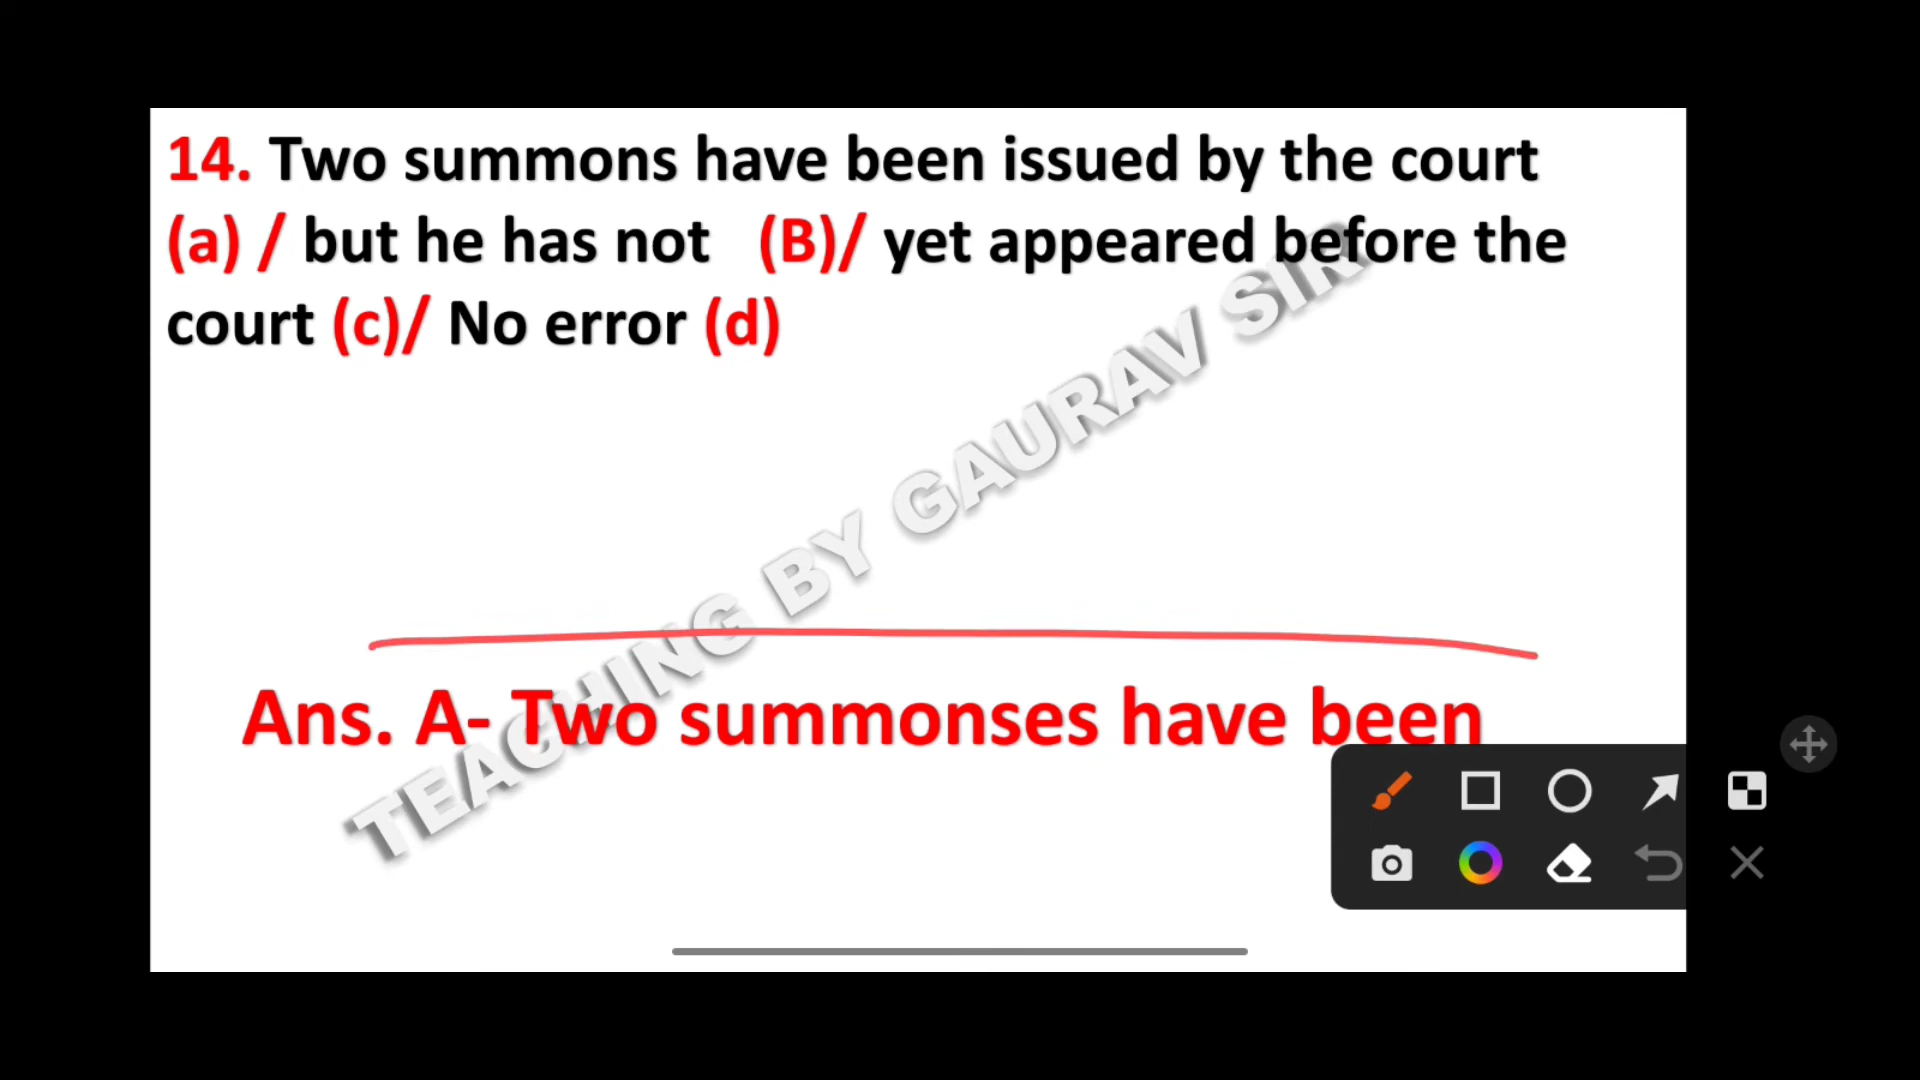 14. Two summons have been issued by the court
(a) / but he has not (B)/ yet appeared before the
court (c)/ No error (d)
TEACHING BY GAURAV SIR
Ans. A- Two summonses have been